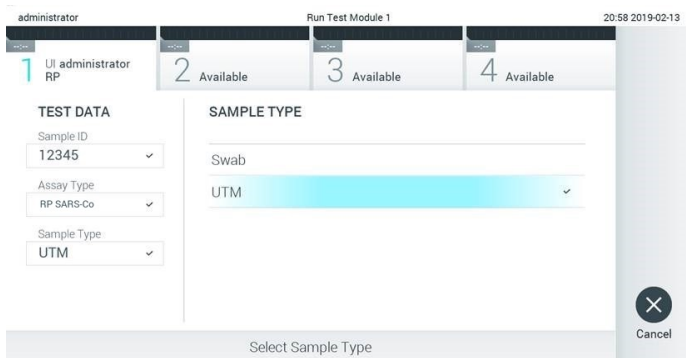 administrator
Run Test Module 1
20:58 2019-02-13
--:--
--:--
--:--
--:--
1 UI administrator
RP
2 Available
3 Available
4 Available
TEST DATA
Sample ID
12345
Assay Type
RP SARS-Co
Sample Type
UTM
SAMPLE TYPE
Swab
UTM
Cancel
Select Sample Type